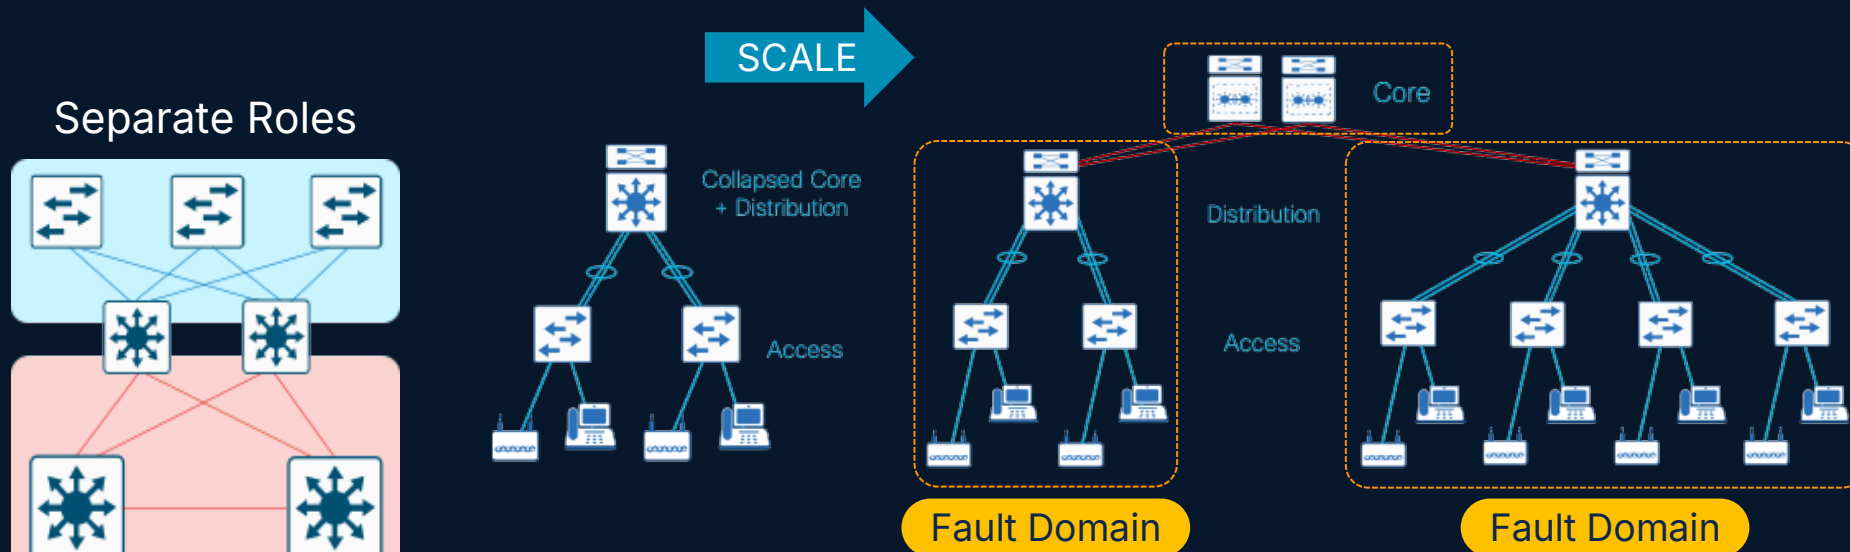 SCALE
Separate Roles
Core
Collapsed Core
+ Distribution
Distribution
Access
Access
Fault Domain
Fault Domain